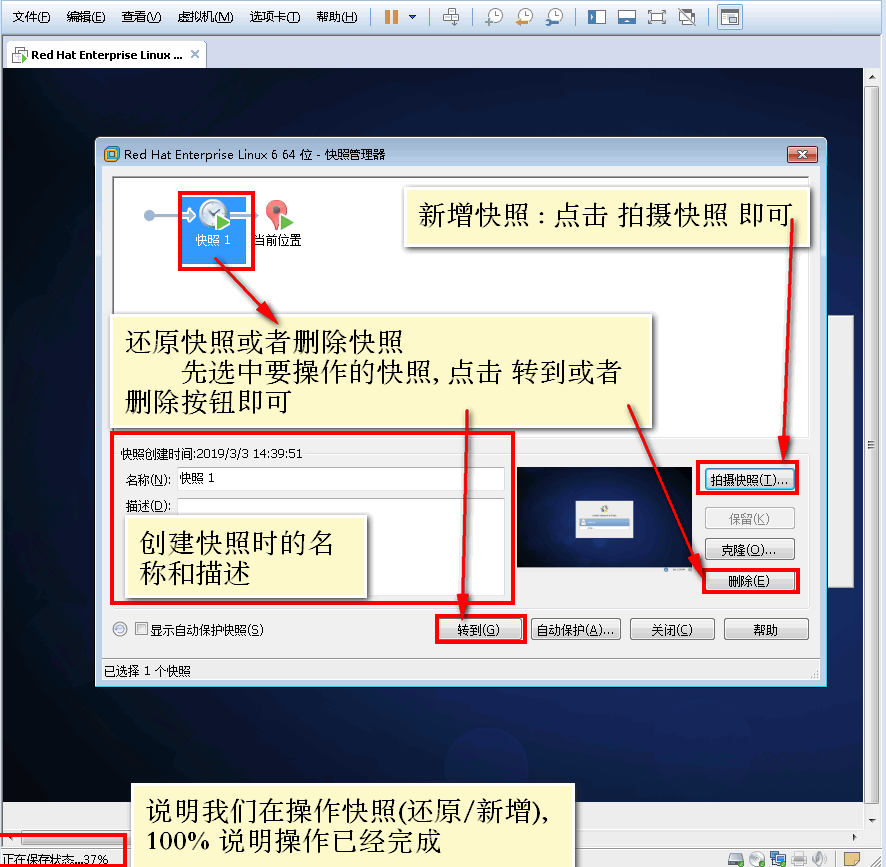 文件(F) 编辑(E) 查看(V) 虚拟机(M) 选项卡(T) 帮助(H)
Red Hat Enterprise Linux ...
Red Hat Enterprise Linux 6 64 位 - 快照管理器
新增快照 : 点击 拍摄快照 即可
快照 1
当前位置
还原快照或者删除快照
先选中要操作的快照, 点击 转到或者
删除按钮即可
快照创建时间:2019/3/3 14:39:51
名称(N): 快照 1
描述(D):
创建快照时的名
称和描述
拍摄快照(T)...
保留(K)
克隆(O)...
删除(E)
显示自动保护快照(S)
转到(G) 自动保护(A)... 关闭(C) 帮助
已选择 1 个快照
说明我们在操作快照(还原/新增),
100% 说明操作已经完成
正在保存状态...37%